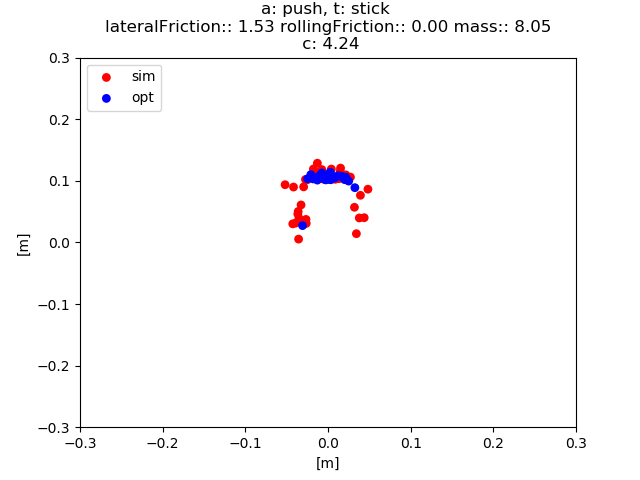 a: push, t: stick
lateralFriction:: 1.53 rollingFriction:: 0.00 mass:: 8.05
c: 4.24
sim
opt
0.3
0.2
0.1
0.0
−0.1
−0.2
−0.3
[m]
−0.3 −0.2 −0.1 0.0 0.1 0.2 0.3
[m]